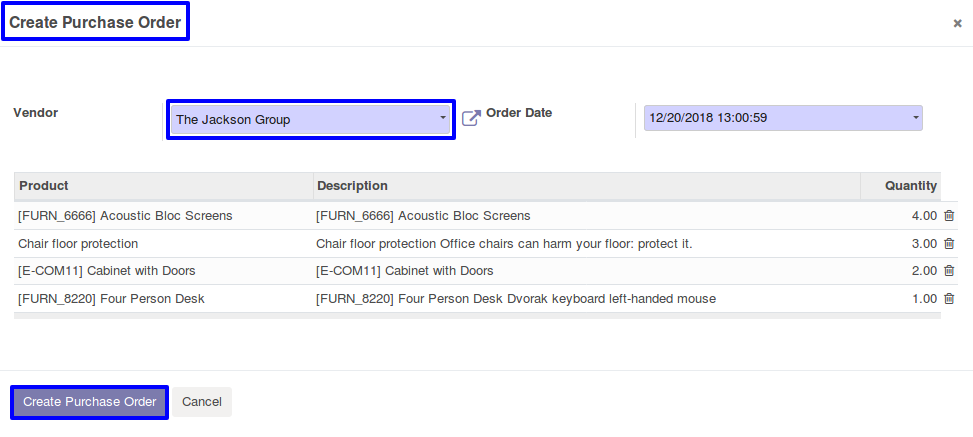 Create Purchase Order
×
Vendor
The Jackson Group
Order Date
12/20/2018 13:00:59
Product Description Quantity
[FURN_6666] Acoustic Bloc Screens [FURN_6666] Acoustic Bloc Screens 4.00
Chair floor protection Chair floor protection Office chairs can harm your floor: protect it. 3.00
[E-COM11] Cabinet with Doors [E-COM11] Cabinet with Doors 2.00
[FURN_8220] Four Person Desk [FURN_8220] Four Person Desk Dvorak keyboard left-handed mouse 1.00
Create Purchase Order Cancel